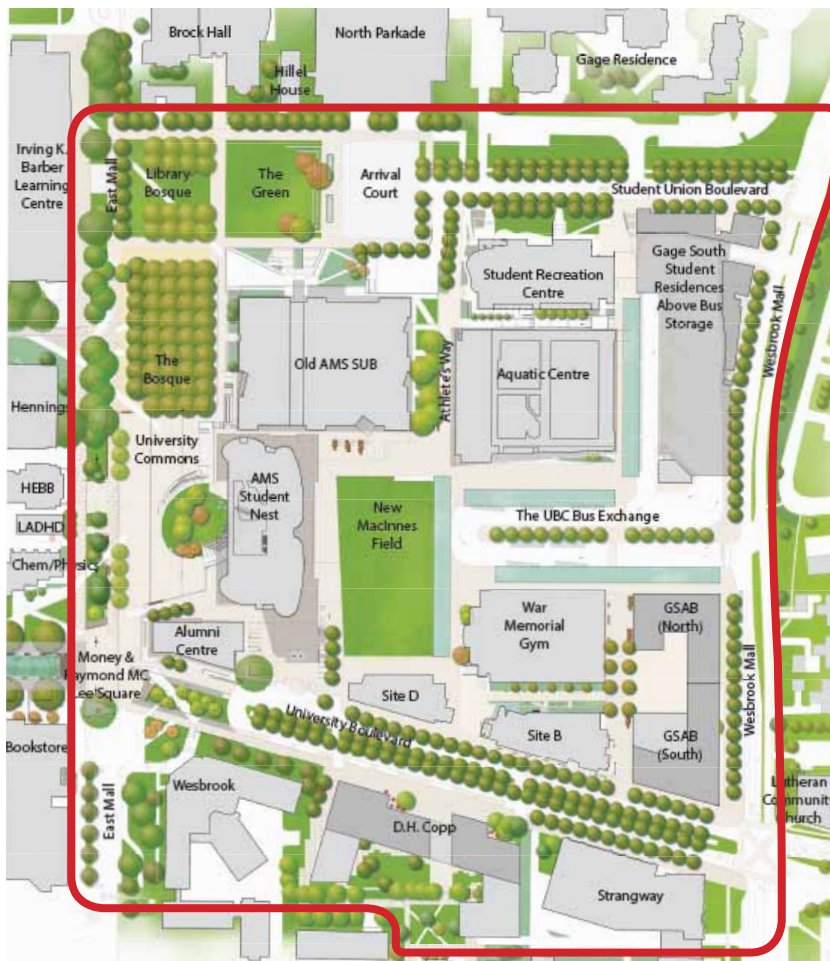 Brock Hall
North Parkade
Gage Residence
Hillel
House
Irving K.
Barber
Learning
Centre
East Mall
Library
Bosque
The
Green
Arrival
Court
Student Union Boulevard
Student Recreation
Centre
Gage South
Student
Residences
Above Bus
Storage
Wesbrook Mall
The
Bosque
Old AMS SUB
Athlete's Way
Aquatic Centre
Hennings
University
Commons
HEBB
AMS
Student
Nest
New
MacInnes
Field
The UBC Bus Exchange
LADHD
Chem/Physics
War
Memorial
Gym
GSAB
(North)
Alumni
Centre
Money &
Raymond MC
Lee Square
Site D
Wesbrook Mall
University Boulevard
Site B
GSAB
(South)
Bookstore
Wesbrook
East Mall
D.H. Copp
Lutheran
Community
Church
Strangway